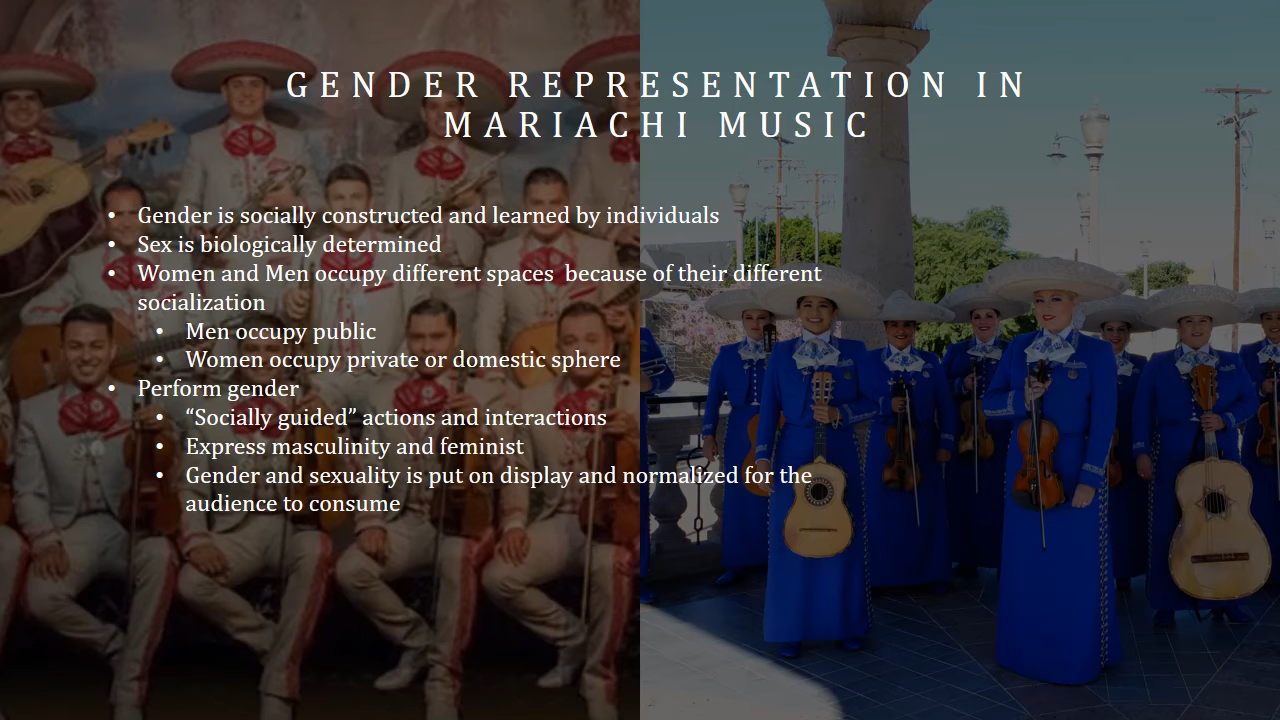 GENDER REPRESENTATION IN
MARIACHI MUSIC
• Gender is socially constructed and learned by individuals
• Sex is biologically determined
• Women and Men occupy different spaces  because of their different
socialization
• Men occupy public
• Women occupy private or domestic sphere
• Perform gender
• “Socially guided” actions and interactions
• Express masculinity and feminist
• Gender and sexuality is put on display and normalized for the
audience to consume